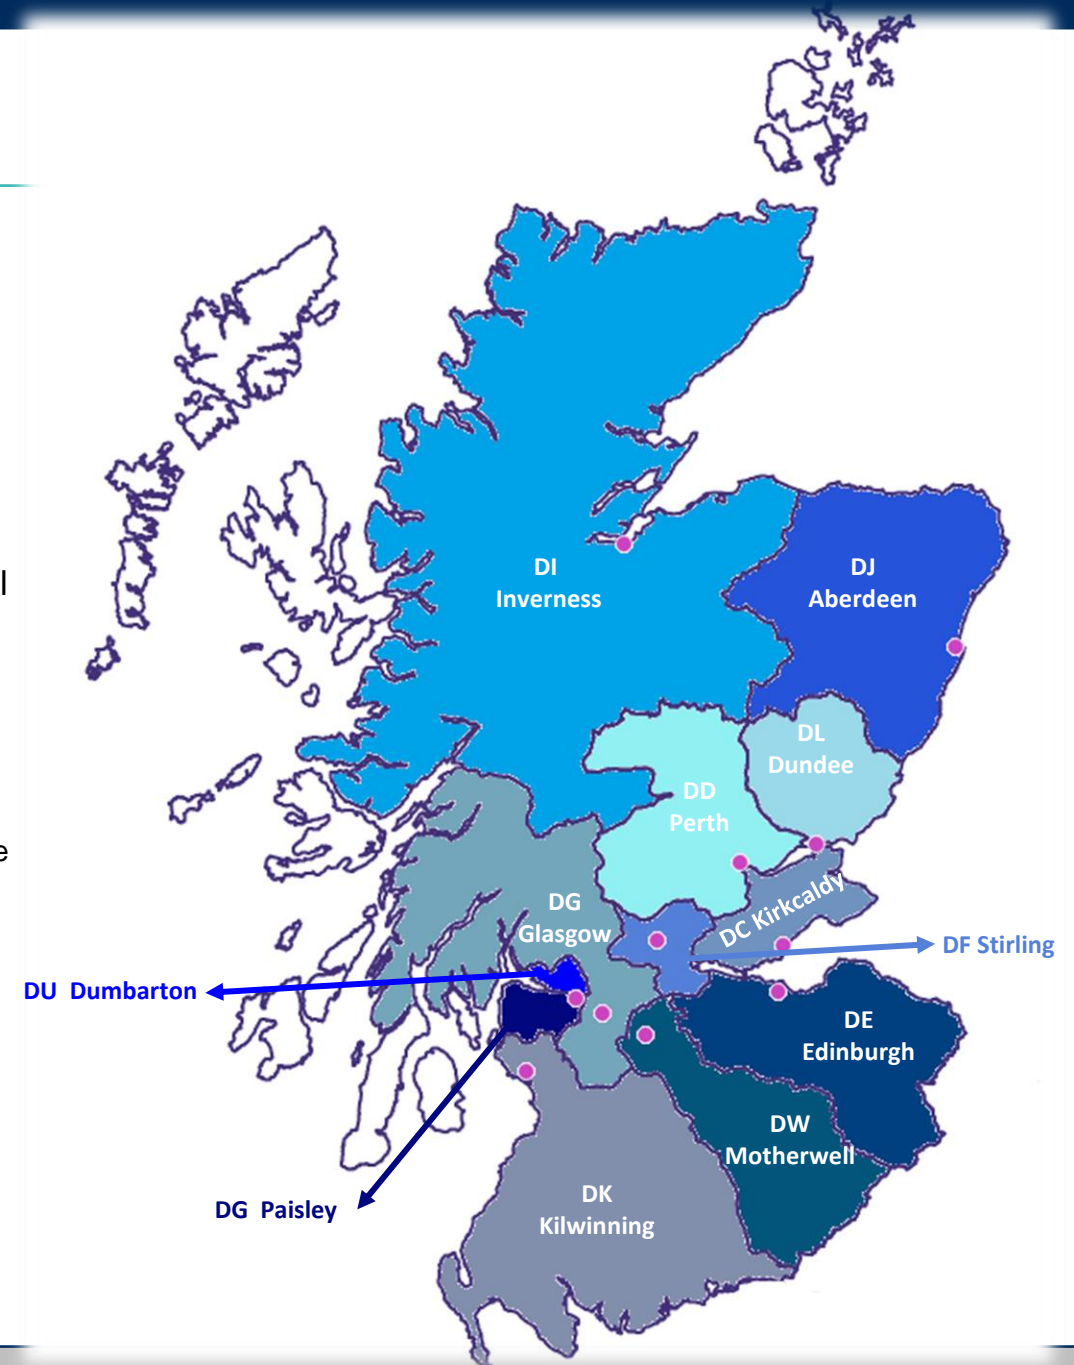 l
e
DI
Inverness
DJ
Aberdeen
DL
Dundee
DD
Perth
DC Kirkcaldy
DG
Glasgow
DF Stirling
DU Dumbarton
DE
Edinburgh
DW
Motherwell
DG Paisley
DK
Kilwinning